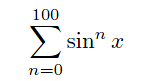 100
∑ sinⁿ x
n=0